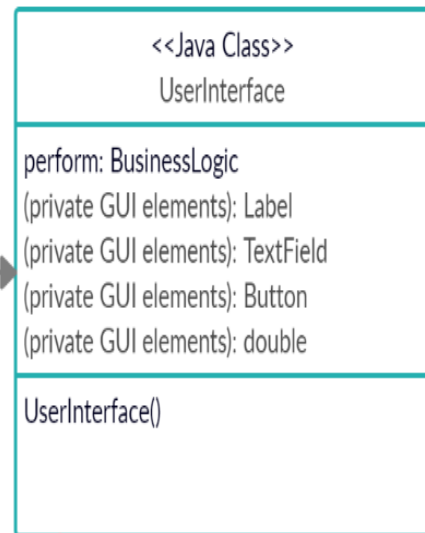 <<Java Class>>
UserInterface
perform: BusinessLogic
(private GUI elements): Label
(private GUI elements): TextField
(private GUI elements): Button
(private GUI elements): double
UserInterface()